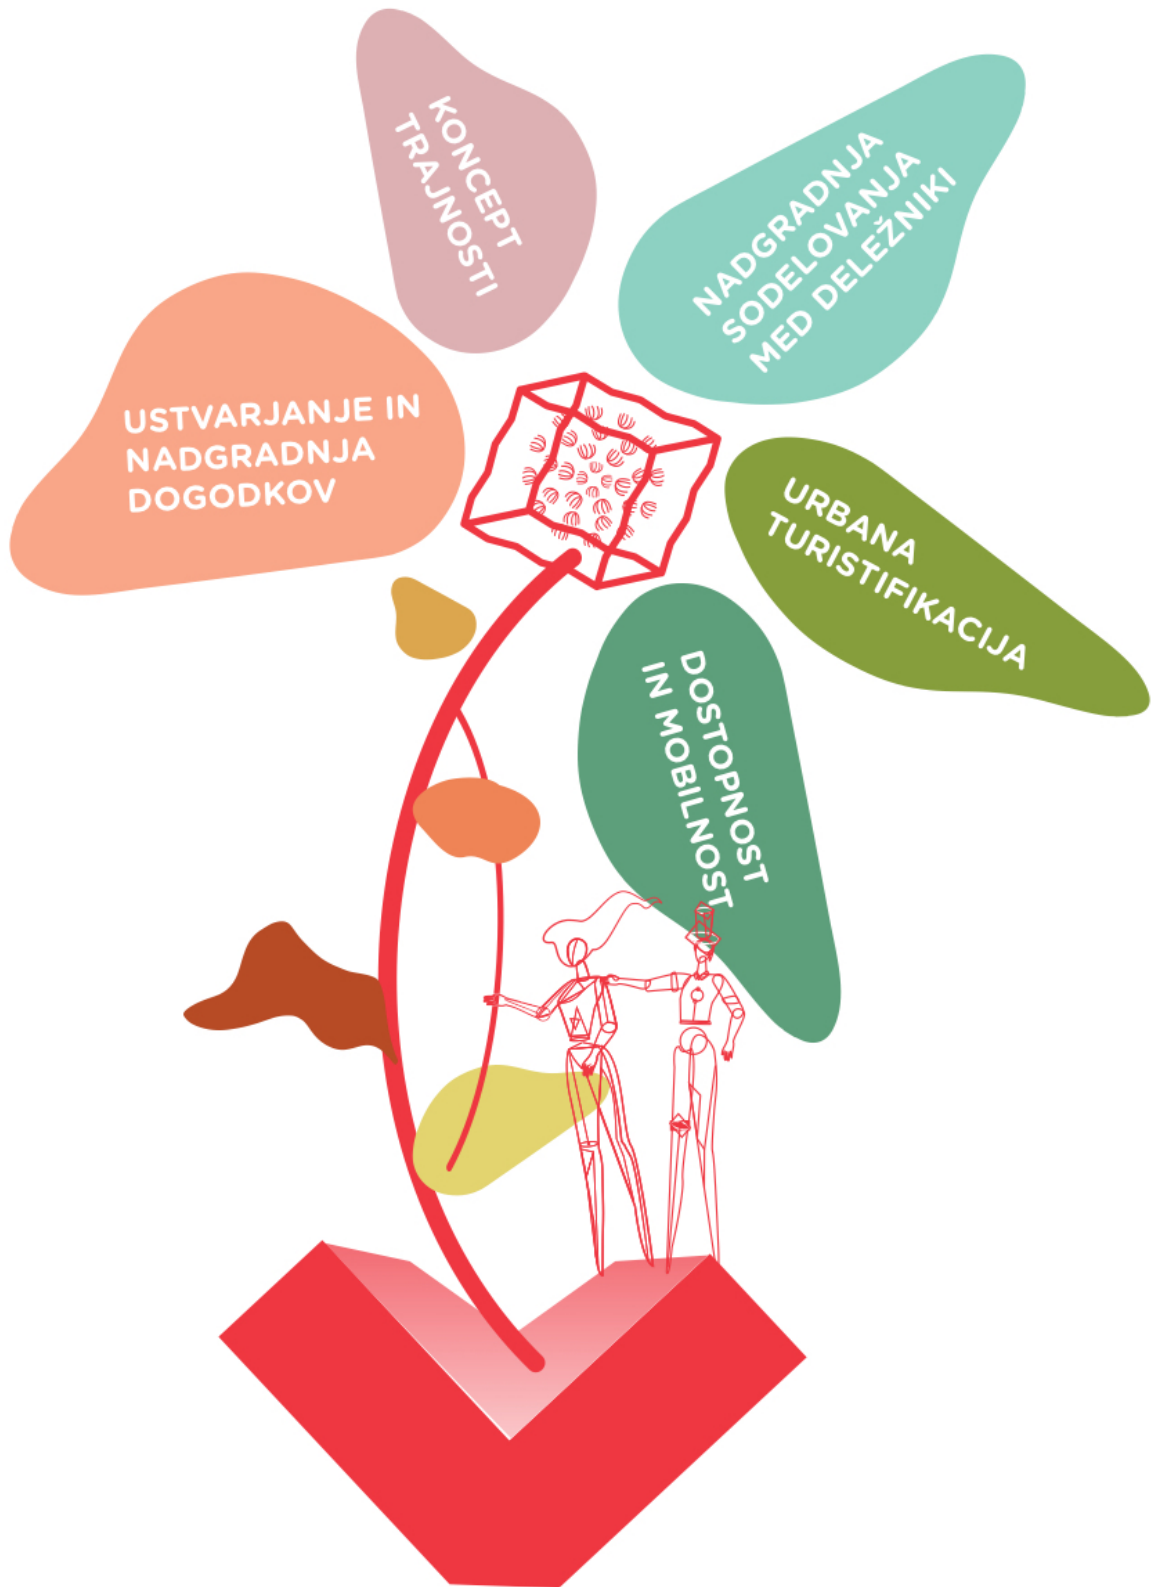 KONCEPT
TRAJNOSTI
NADGRADNJA
SODELOVANJA
MED DELEŽNIKI
USTVARJANJE IN
NADGRADNJA
DOGODKOV
URBANA
TURISTIFIKACIJA
DOSTOPNOST
IN MOBILNOST